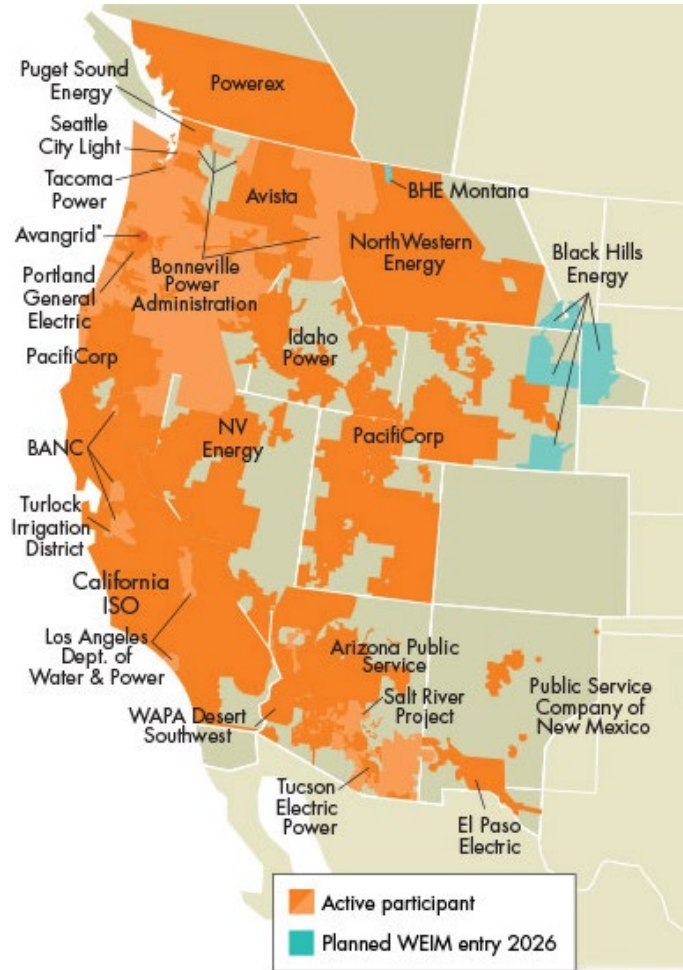 Powerex
Puget Sound
Energy
Seattle
City Light
Tacoma
Power
Avista
BHE Montana
Avangrid*
NorthWestern
Energy
Black Hills
Energy
Bonneville
Power
Administration
Portland
General
Electric
PacifiCorp
Idaho
Power
NV
Energy
PacifiCorp
BANC
Turlock
Irrigation
District
California
ISO
Los Angeles
Dept. of
Water & Power
Arizona Public
Service
Salt River
Project
Public Service
Company of
New Mexico
WAPA Desert
Southwest
Tucson
Electric
Power
El Paso
Electric
Active participant
Planned WEIM entry 2026